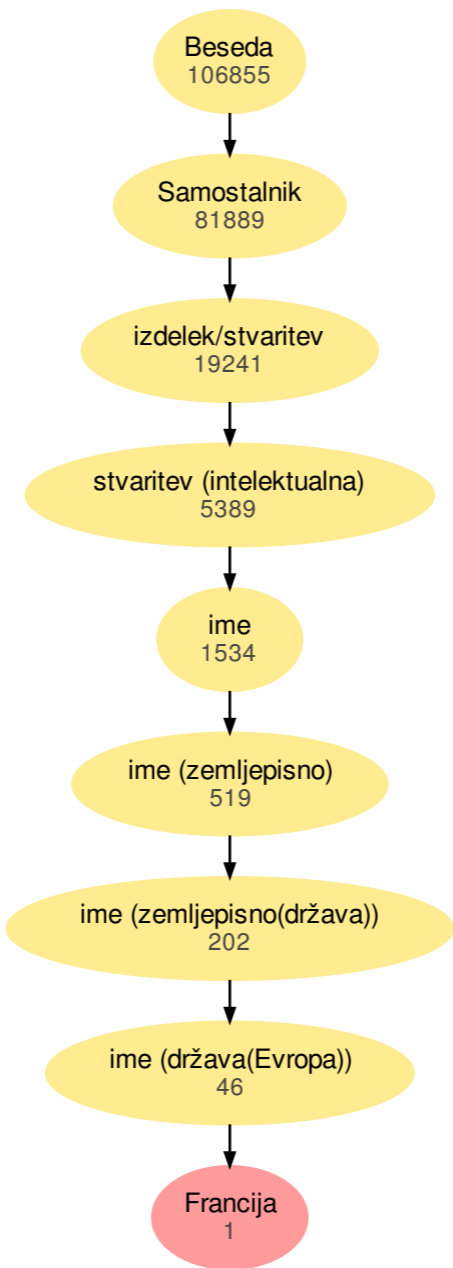 Beseda
106855
Samostalnik
81889
izdelek/stvaritev
19241
stvaritev (intelektualna)
5389
ime
1534
ime (zemljepisno)
519
ime (zemljepisno(država))
202
ime (država(Evropa))
46
Francija
1